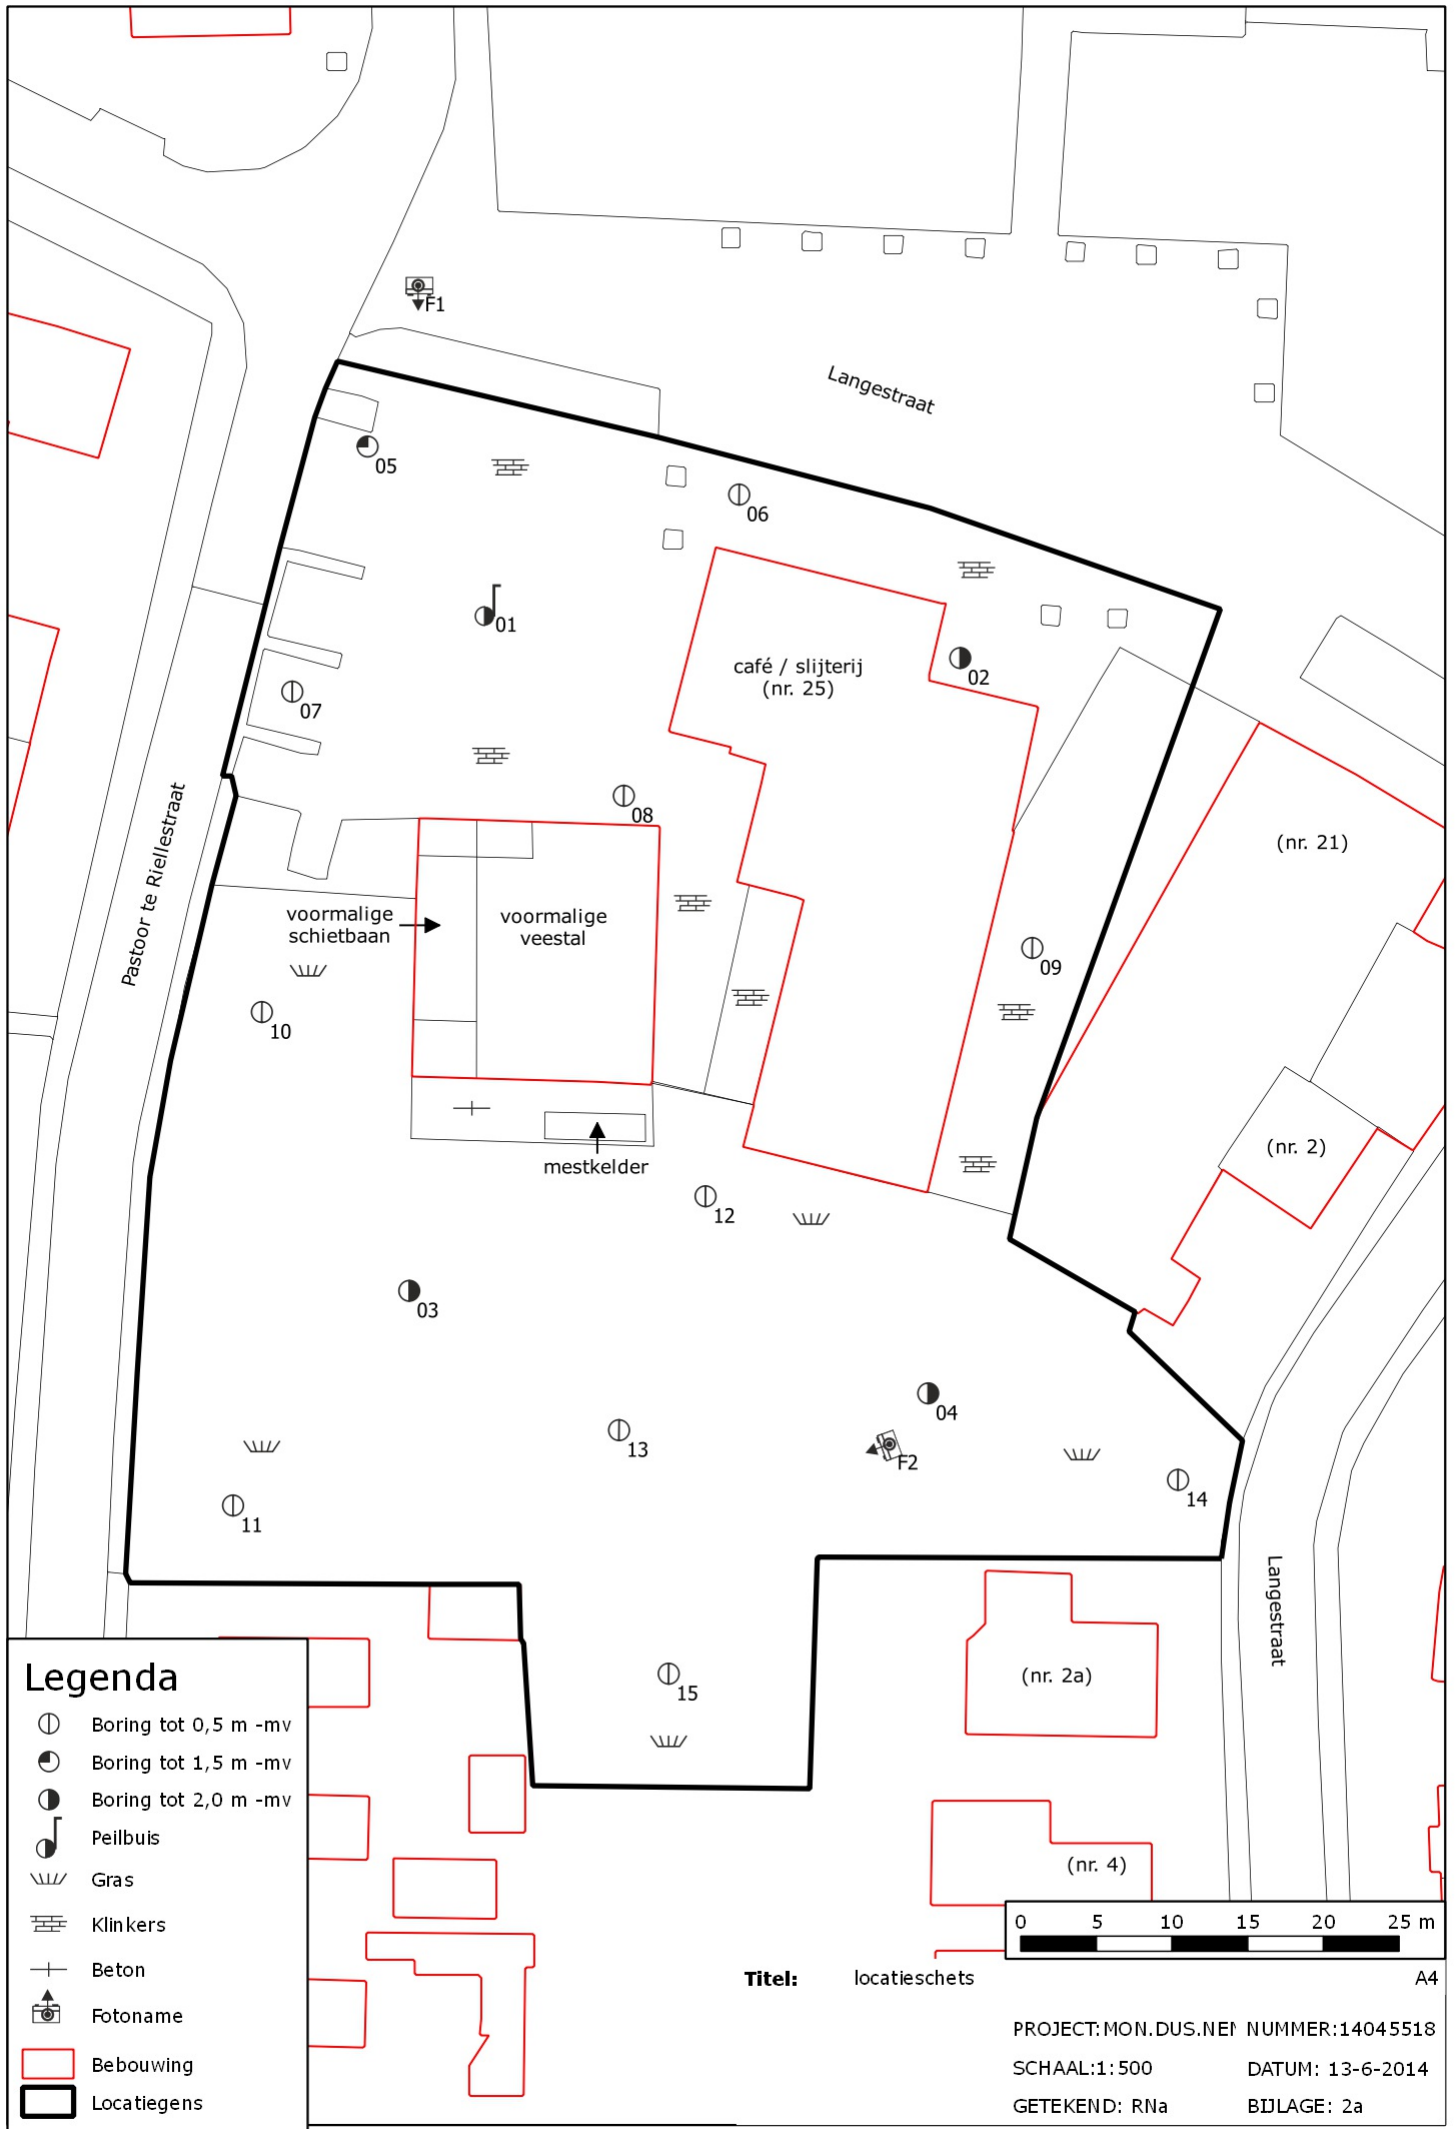 F1
Langestraat
05
06
01
café / slijterij
(nr. 25)
02
07
08
(nr. 21)
Pastoor te Riellestraat
voormalige
schietbaan
voormalige
veestal
09
10
mestkelder
(nr. 2)
12
03
04
13
F2
14
11
Langestraat
15
(nr. 2a)
(nr. 4)
Legenda
Boring tot 0,5 m -mv
Boring tot 1,5 m -mv
Boring tot 2,0 m -mv
Peilbuis
Gras
Klinkers
Beton
Fotoname
Bebouwing
Locatiegens
0 5 10 15 20 25 m
Titel: locatieschets A4
PROJECT:MON.DUS.NEN NUMMER:14045518
SCHAAL:1:500 DATUM: 13-6-2014
GETEKEND: RNa BIJLAGE: 2a